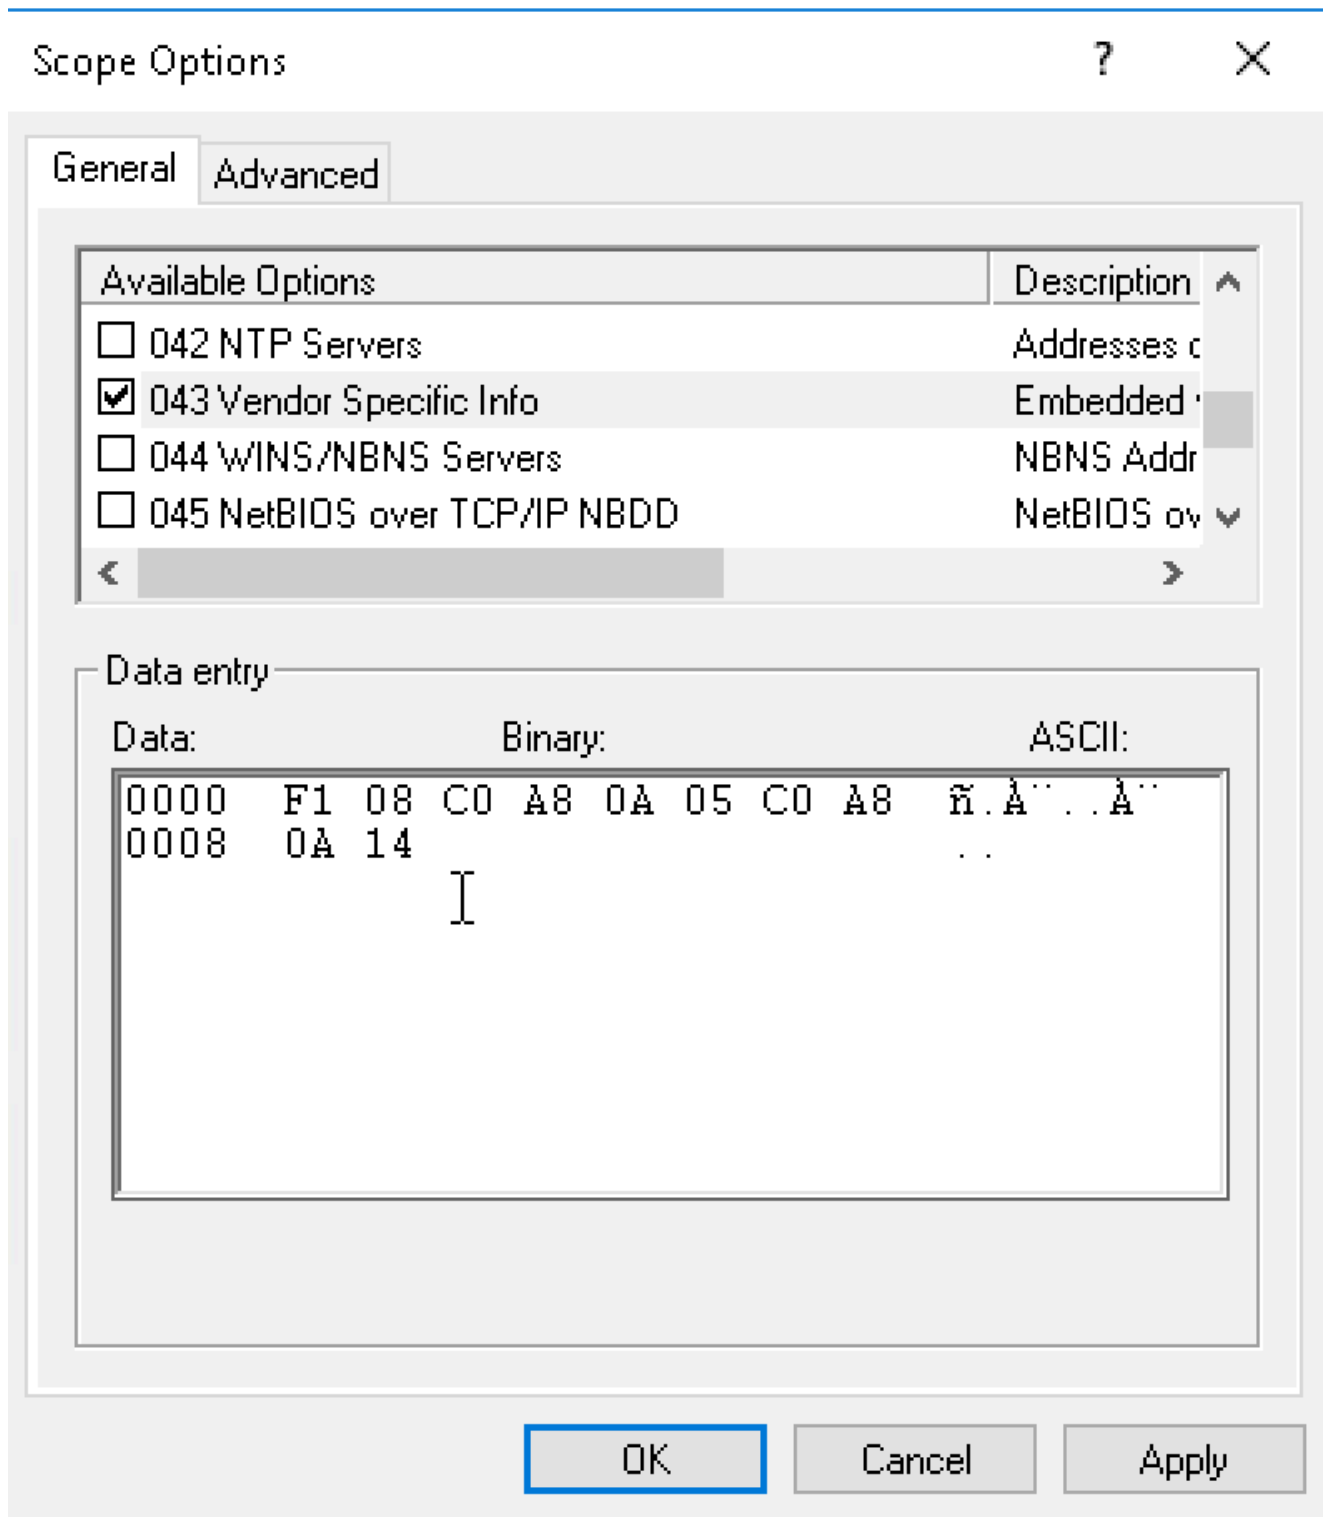 Scope Options ? ×
General Advanced
Available Options Description
042 NTP Servers Addresses
043 Vendor Specific Info Embedded
044 WINS/NBNS Servers NBNS Addr
045 NetBIOS over TCP/IP NBDD NetBIOS ov
Data entry
Data: Binary: ASCII:
0000 F1 08 C0 A8 0A 05 C0 A8 ñ.À¨..À¨
0008 0A 14 ..
OK Cancel Apply